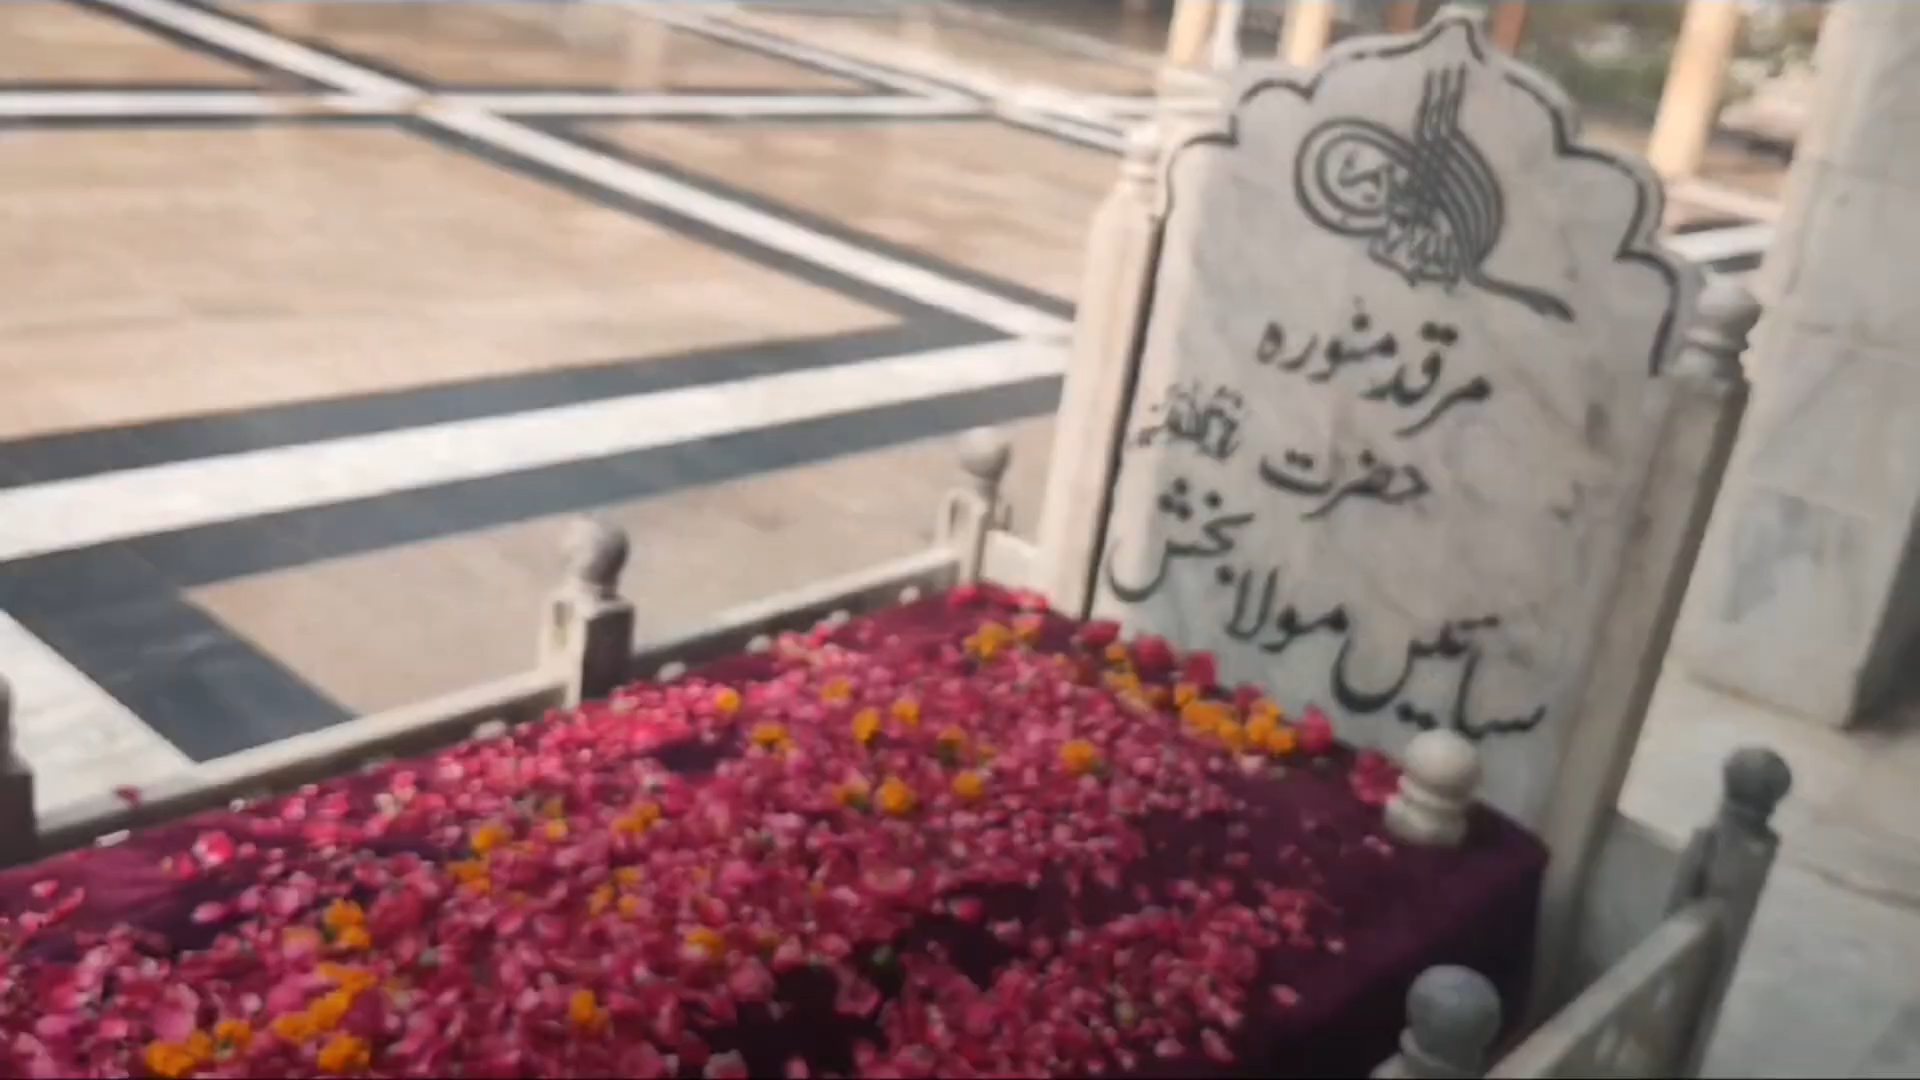 مرقد منورہ
حضرت
سائیں مولا بخش